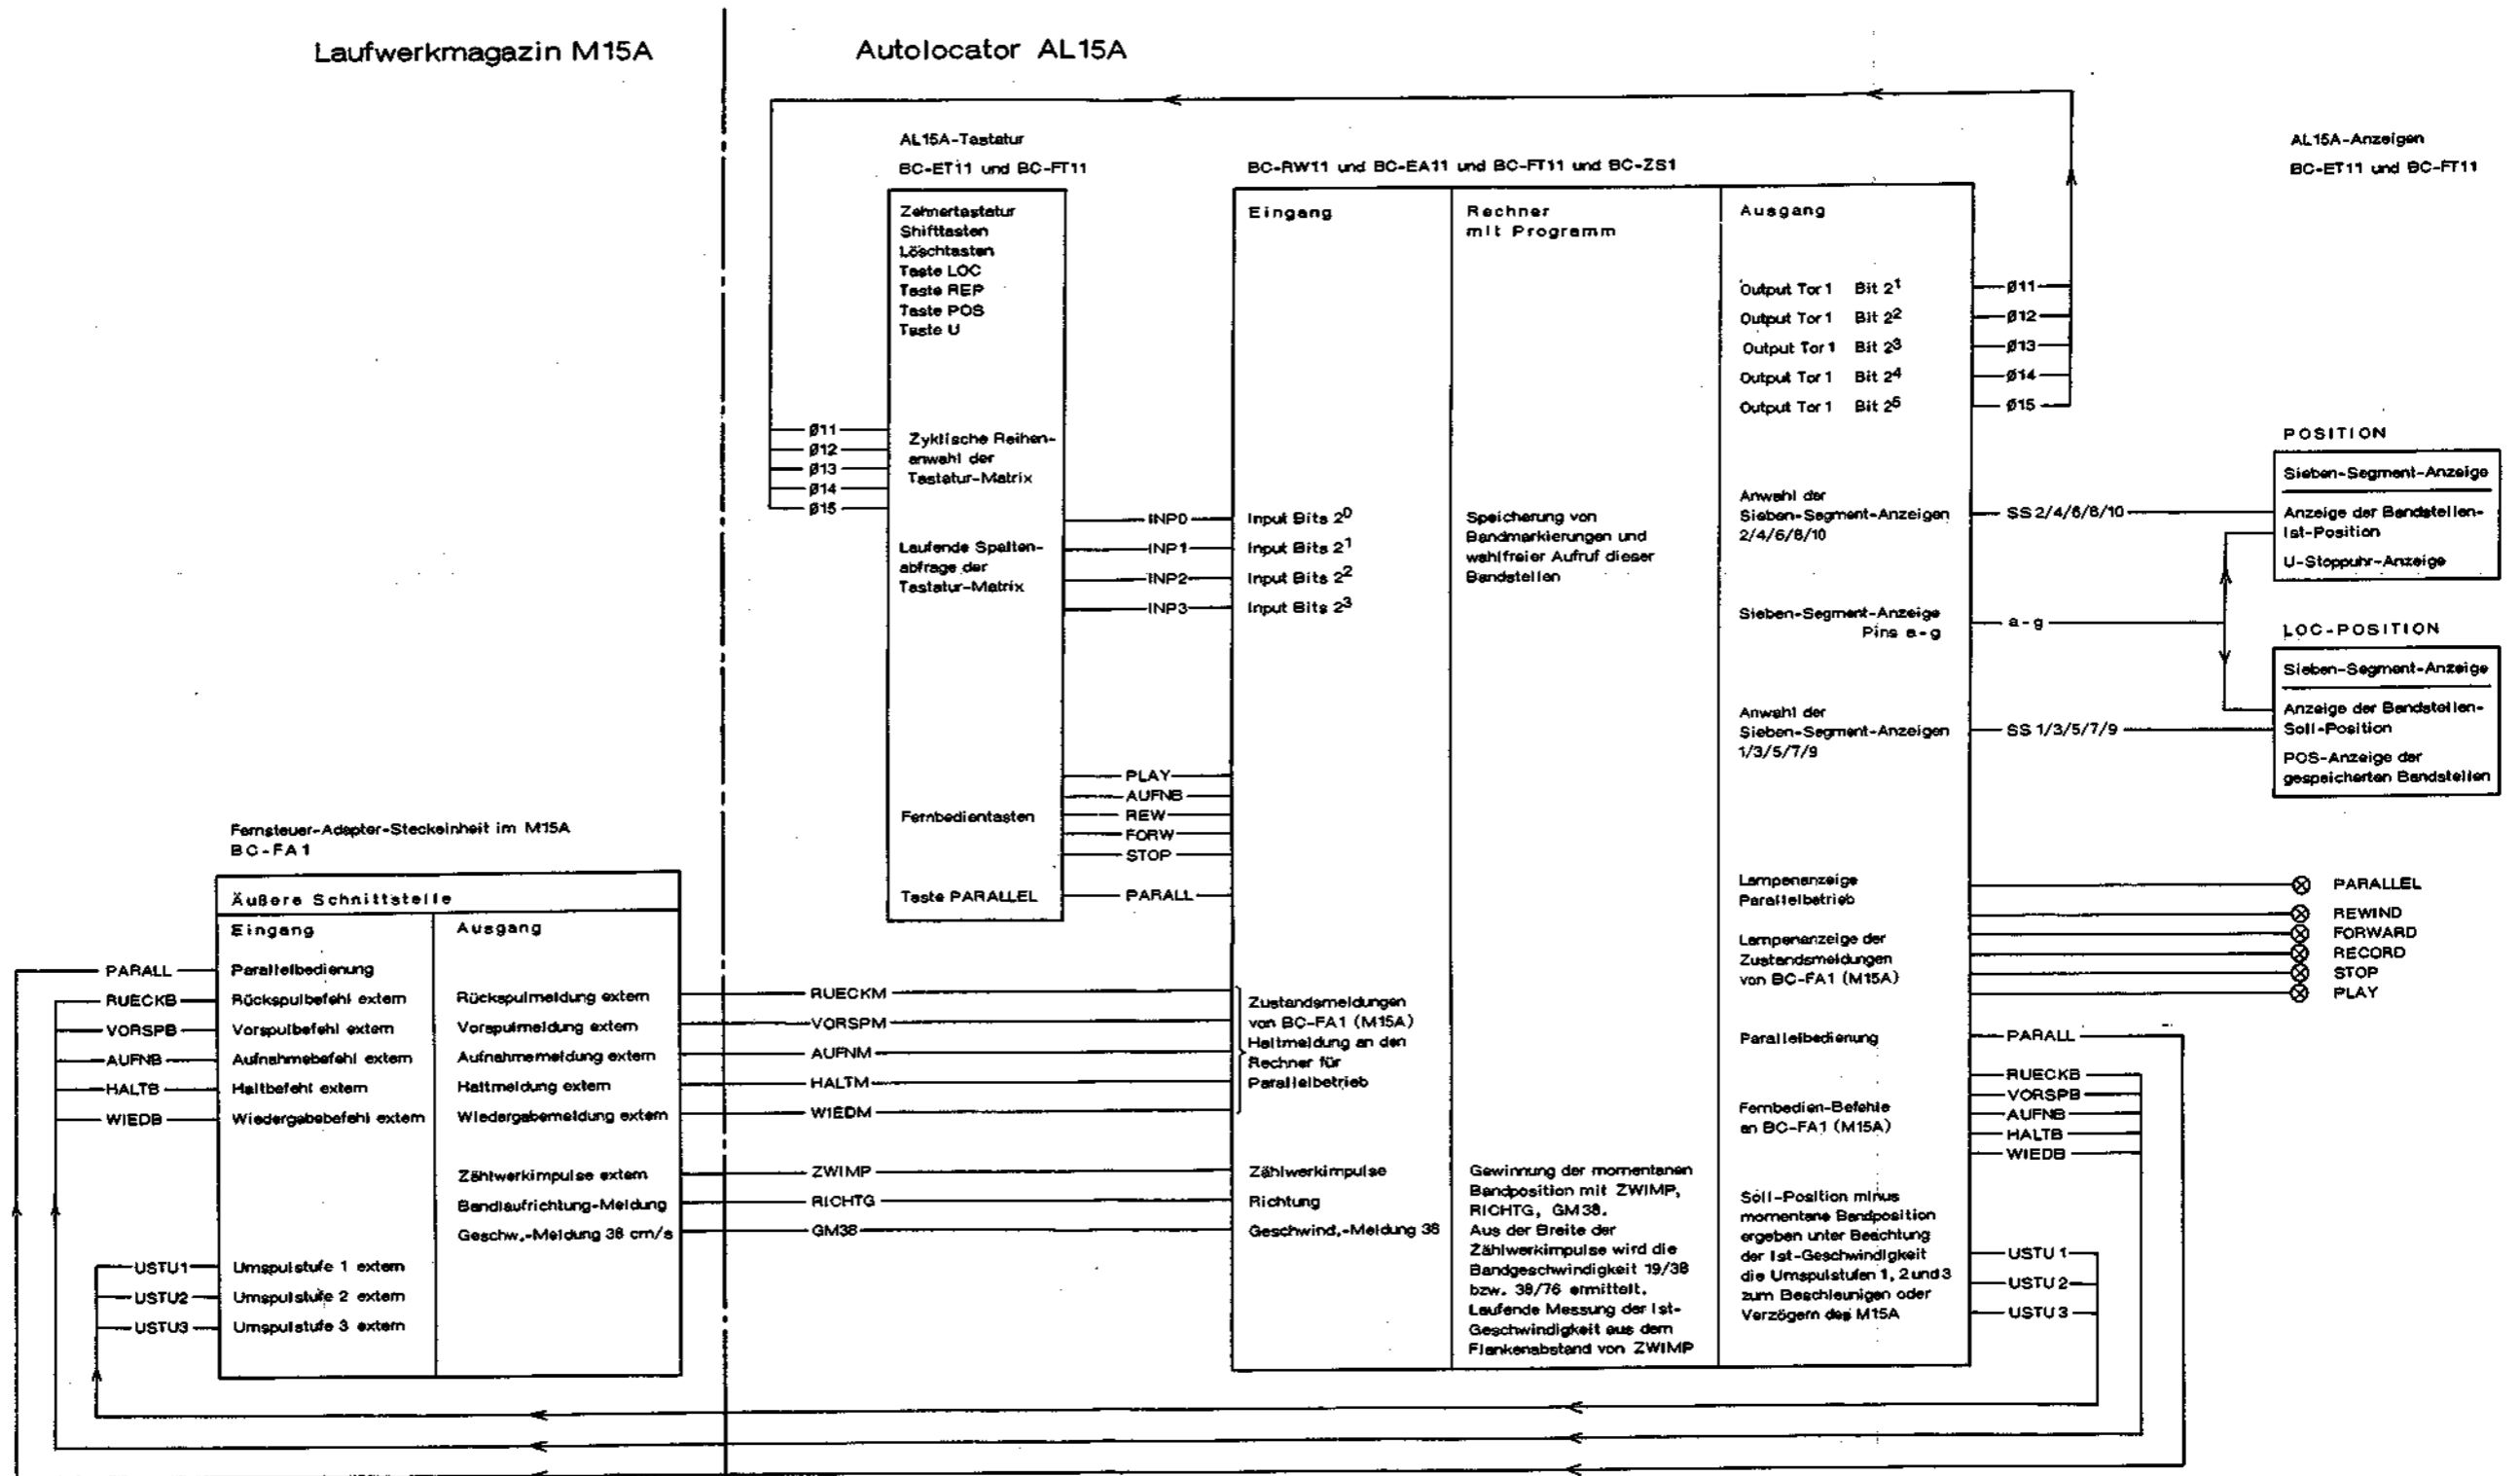 Laufwerkmagazin M15A
Autolocator AL15A
AL15A-Tastatur
BC-ET11 und BC-FT11
Zehnertastatur
Shifttasten
Löschtasten
Taste LOC
Taste REP
Taste POS
Taste U
Ø11
Ø12
Ø13
Ø14
Ø15
Zyklische Reihen-
anwahl der
Tastatur-Matrix
Laufende Spalten-
abfrage der
Tastatur-Matrix
Fernbedientasten
Taste PARALLEL
INP0
INP1
INP2
INP3
PLAY
AUFNB
REW
FORW
STOP
PARALL
BC-RW11 und BC-EA11 und BC-FT11 und BC-ZS1
Eingang
Input Bits 2⁰
Input Bits 2¹
Input Bits 2²
Input Bits 2³
Zustandsmeldungen
von BC-FA1 (M15A)
Haltmeldung an den
Rechner für
Parallelbetrieb
Zählwerkimpulse
Richtung
Geschwind.-Meldung 38
Rechner
mit Programm
Speicherung von
Bandmarkierungen und
wahlfreier Aufruf dieser
Bandstellen
Gewinnung der momentanen
Bandposition mit ZWIMP,
RICHTG, GM38.
Aus der Breite der
Zählwerkimpulse wird die
Bandgeschwindigkeit 19/38
bzw. 38/76 ermittelt.
Laufende Messung der Ist-
Geschwindigkeit aus dem
Flankenabstand von ZWIMP
Ausgang
Output Tor 1 Bit 2¹
Output Tor 1 Bit 2²
Output Tor 1 Bit 2³
Output Tor 1 Bit 2⁴
Output Tor 1 Bit 2⁵
Anwahl der
Sieben-Segment-Anzeigen
2/4/6/8/10
Sieben-Segment-Anzeige
Pins a-g
Anwahl der
Sieben-Segment-Anzeigen
1/3/5/7/9
Lampenanzeige
Parallelbetrieb
Lampenanzeige der
Zustandsmeldungen
von BC-FA1 (M15A)
Parallelbedienung
Fernbedien-Befehle
an BC-FA1 (M15A)
Soll-Position minus
momentane Bandposition
ergeben unter Beachtung
der Ist-Geschwindigkeit
die Umspulstufen 1, 2 und 3
zum Beschleunigen oder
Verzögern des M15A
Ø11
Ø12
Ø13
Ø14
Ø15
SS 2/4/6/8/10
a-g
SS 1/3/5/7/9
PARALL
RUECKB
VORSPB
AUFNB
HALTB
WIEDB
USTU 1
USTU 2
USTU 3
AL15A-Anzeigen
BC-ET11 und BC-FT11
POSITION
Sieben-Segment-Anzeige
Anzeige der Bandstellen-
Ist-Position
U-Stoppuhr-Anzeige
LOC-POSITION
Sieben-Segment-Anzeige
Anzeige der Bandstellen-
Soll-Position
POS-Anzeige der
gespeicherten Bandstellen
PARALLEL
REWIND
FORWARD
RECORD
STOP
PLAY
Fernsteuer-Adapter-Steckeinheit im M15A
BC-FA1
Äußere Schnittstelle
Eingang
PARALL Parallelbedienung
RUECKB Rückspulbefehl extern
VORSPB Vorspulbefehl extern
AUFNB Aufnahmebefehl extern
HALTB Haltbefehl extern
WIEDB Wiedergabebefehl extern
USTU1 Umspulstufe 1 extern
USTU2 Umspulstufe 2 extern
USTU3 Umspulstufe 3 extern
Ausgang
Rückspulmeldung extern RUECKM
Vorspulmeldung extern VORSPM
Aufnahmemeldung extern AUFNM
Haltmeldung extern HALTM
Wiedergabemeldung extern WIEDM
Zählwerkimpulse extern ZWIMP
Bandlaufrichtung-Meldung RICHTG
Geschw.-Meldung 38 cm/s GM38